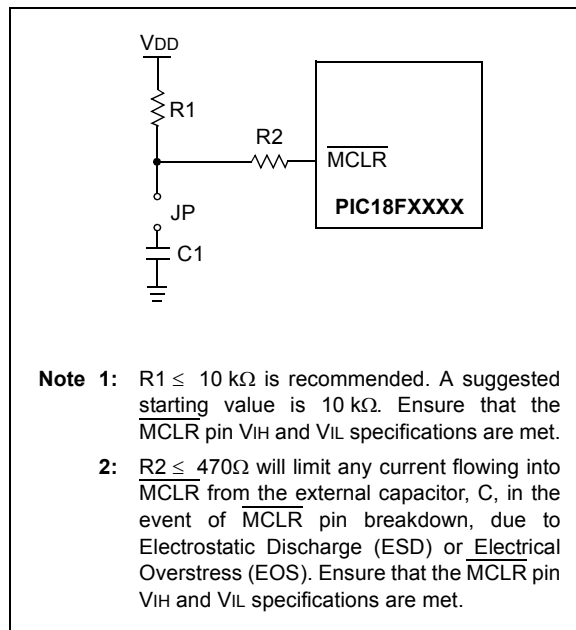 VDD
R1
R2
MCLR
JP
PIC18FXXXX
C1
Note 1: R1 ≤ 10 kΩ is recommended. A suggested
starting value is 10 kΩ. Ensure that the
MCLR pin VIH and VIL specifications are met.
2: R2 ≤ 470Ω will limit any current flowing into
MCLR from the external capacitor, C, in the
event of MCLR pin breakdown, due to
Electrostatic Discharge (ESD) or Electrical
Overstress (EOS). Ensure that the MCLR pin
VIH and VIL specifications are met.